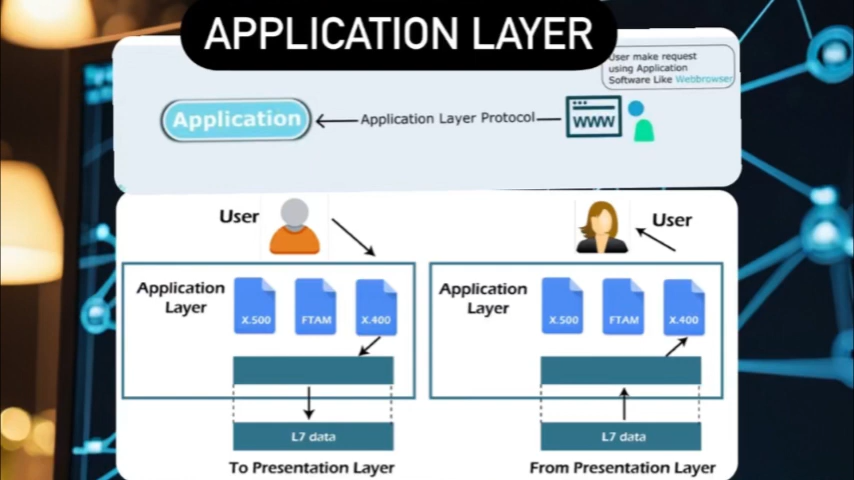 APPLICATION LAYER
User make request
using Application
Software Like Webbrowser
Application
Application Layer Protocol
WWW
User
User
Application
Layer
X.500
FTAM
X.400
Application
Layer
X.500
FTAM
X.400
L7 data
L7 data
To Presentation Layer
From Presentation Layer